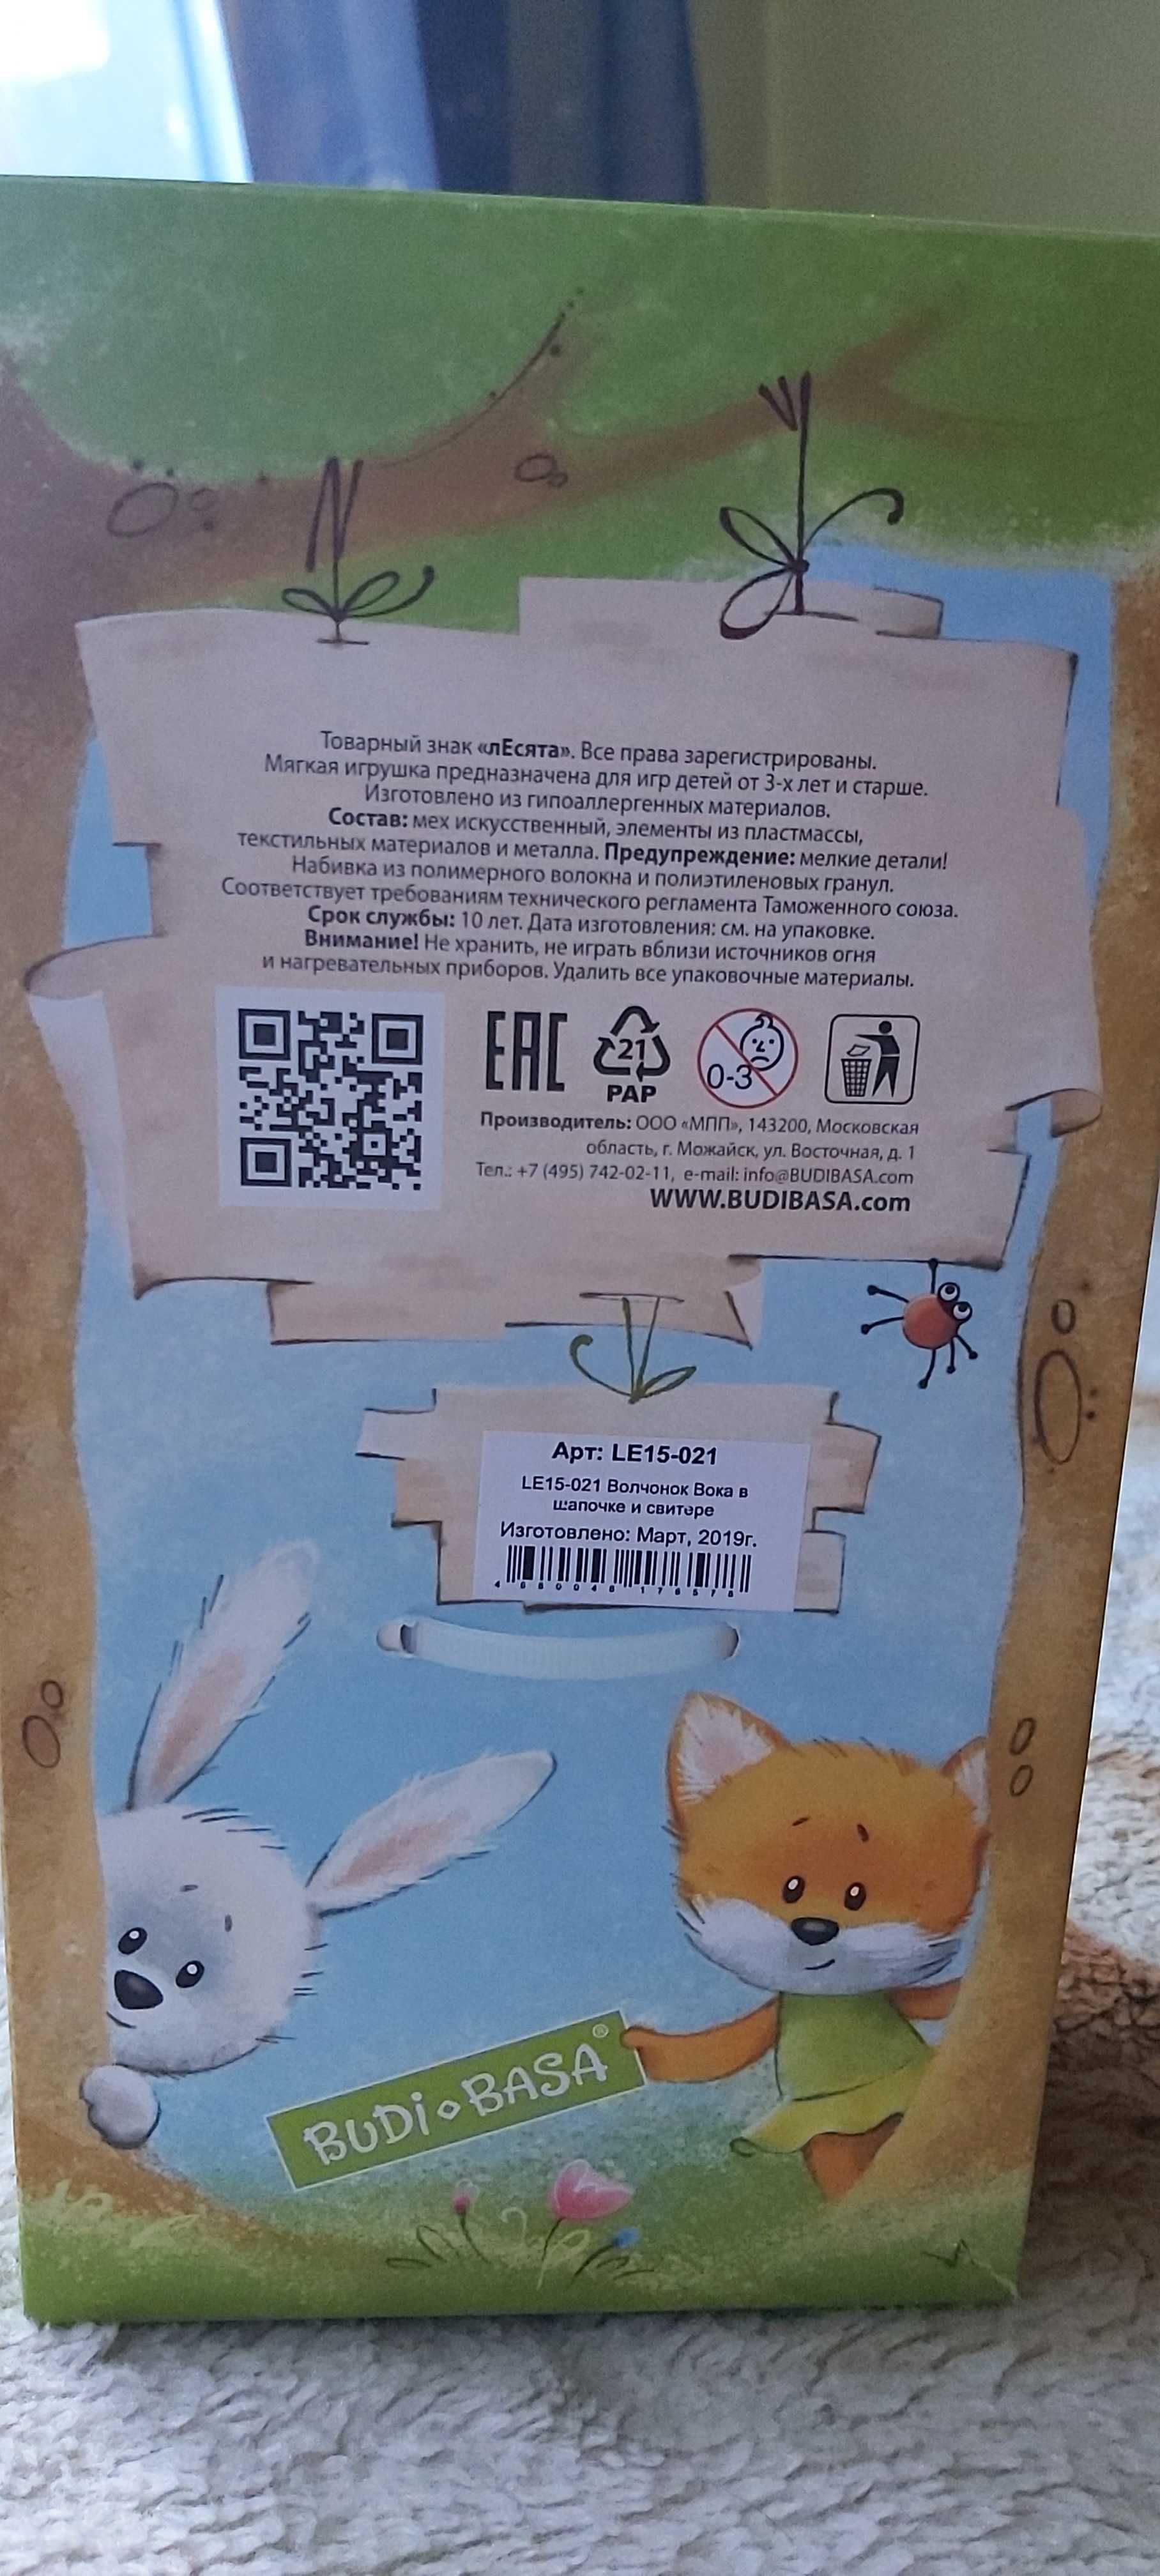 Товарный знак «лЕсята». Все права зарегистрированы.
Мягкая игрушка предназначена для игр детей от 3-х лет и старше.
Изготовлено из гипоаллергенных материалов.
Состав: мех искусственный, элементы из пластмассы,
текстильных материалов и металла. Предупреждение: мелкие детали!
Набивка из полимерного волокна и полиэтиленовых гранул.
Соответствует требованиям технического регламента Таможенного союза.
Срок службы: 10 лет. Дата изготовления: см. на упаковке.
Внимание! Не хранить, не играть вблизи источников огня
и нагревательных приборов. Удалить все упаковочные материалы.
EAC
21
PAP
0-3
Производитель: ООО «МПП», 143200, Московская
область, г. Можайск, ул. Восточная, д. 1
Тел.: +7 (495) 742-02-11, e-mail: info@BUDIBASA.com
WWW.BUDIBASA.com
Арт: LE15-021
LE15-021 Волчонок Вока в
шапочке и свитере
Изготовлено: Март, 2019г.
4 680048 176578
BUDI BASA®